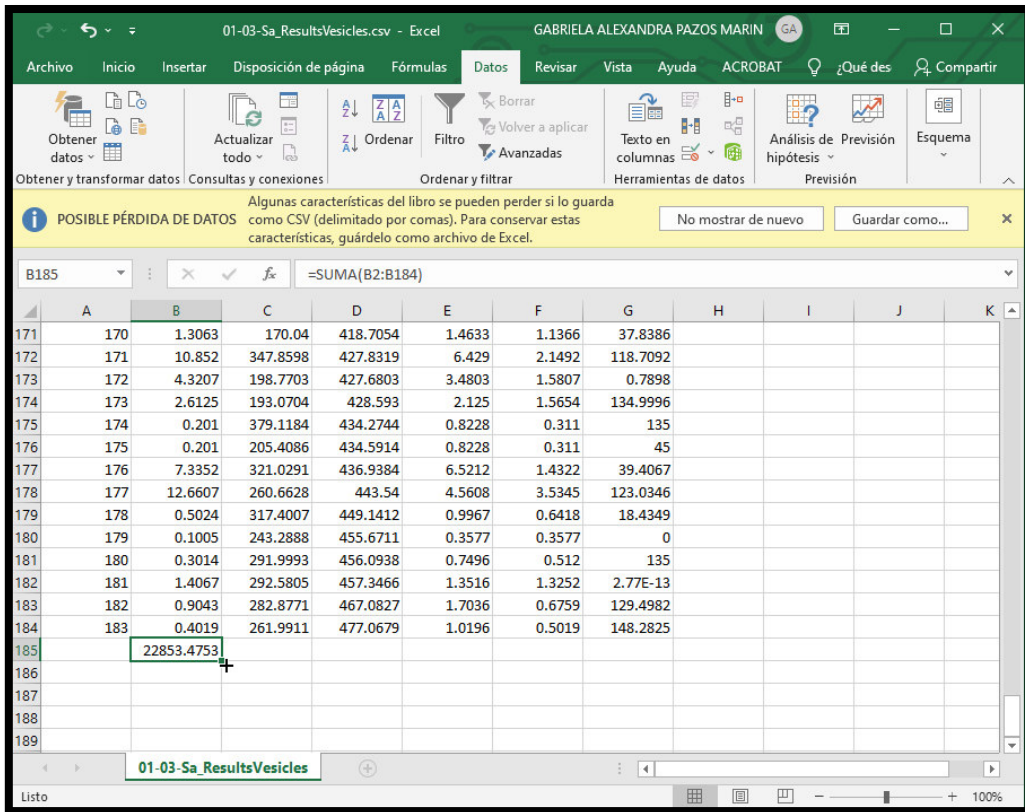 01-03-Sa_ResultsVesicles.csv - Excel GABRIELA ALEXANDRA PAZOS MARIN GA
Archivo Inicio Insertar Disposición de página Fórmulas Datos Revisar Vista Ayuda ACROBAT ¿Qué des Compartir
Obtener datos
Actualizar todo
Ordenar
Filtro
Borrar
Volver a aplicar
Avanzadas
Texto en columnas
Análisis de hipótesis
Previsión
Esquema
Obtener y transformar datos Consultas y conexiones Ordenar y filtrar Herramientas de datos Previsión
POSIBLE PÉRDIDA DE DATOS Algunas características del libro se pueden perder si lo guarda
como CSV (delimitado por comas). Para conservar estas
características, guárdelo como archivo de Excel.
No mostrar de nuevo Guardar como...
B185 fx =SUMA(B2:B184)
A B C D E F G H I J K
171 170 1.3063 170.04 418.7054 1.4633 1.1366 37.8386
172 171 10.852 347.8598 427.8319 6.429 2.1492 118.7092
173 172 4.3207 198.7703 427.6803 3.4803 1.5807 0.7898
174 173 2.6125 193.0704 428.593 2.125 1.5654 134.9996
175 174 0.201 379.1184 434.2744 0.8228 0.311 135
176 175 0.201 205.4086 434.5914 0.8228 0.311 45
177 176 7.3352 321.0291 436.9384 6.5212 1.4322 39.4067
178 177 12.6607 260.6628 443.54 4.5608 3.5345 123.0346
179 178 0.5024 317.4007 449.1412 0.9967 0.6418 18.4349
180 179 0.1005 243.2888 455.6711 0.3577 0.3577 0
181 180 0.3014 291.9993 456.0938 0.7496 0.512 135
182 181 1.4067 292.5805 457.3466 1.3516 1.3252 2.77E-13
183 182 0.9043 282.8771 467.0827 1.7036 0.6759 129.4982
184 183 0.4019 261.9911 477.0679 1.0196 0.5019 148.2825
185 22853.4753
186
187
188
189
01-03-Sa_ResultsVesicles
Listo 100%